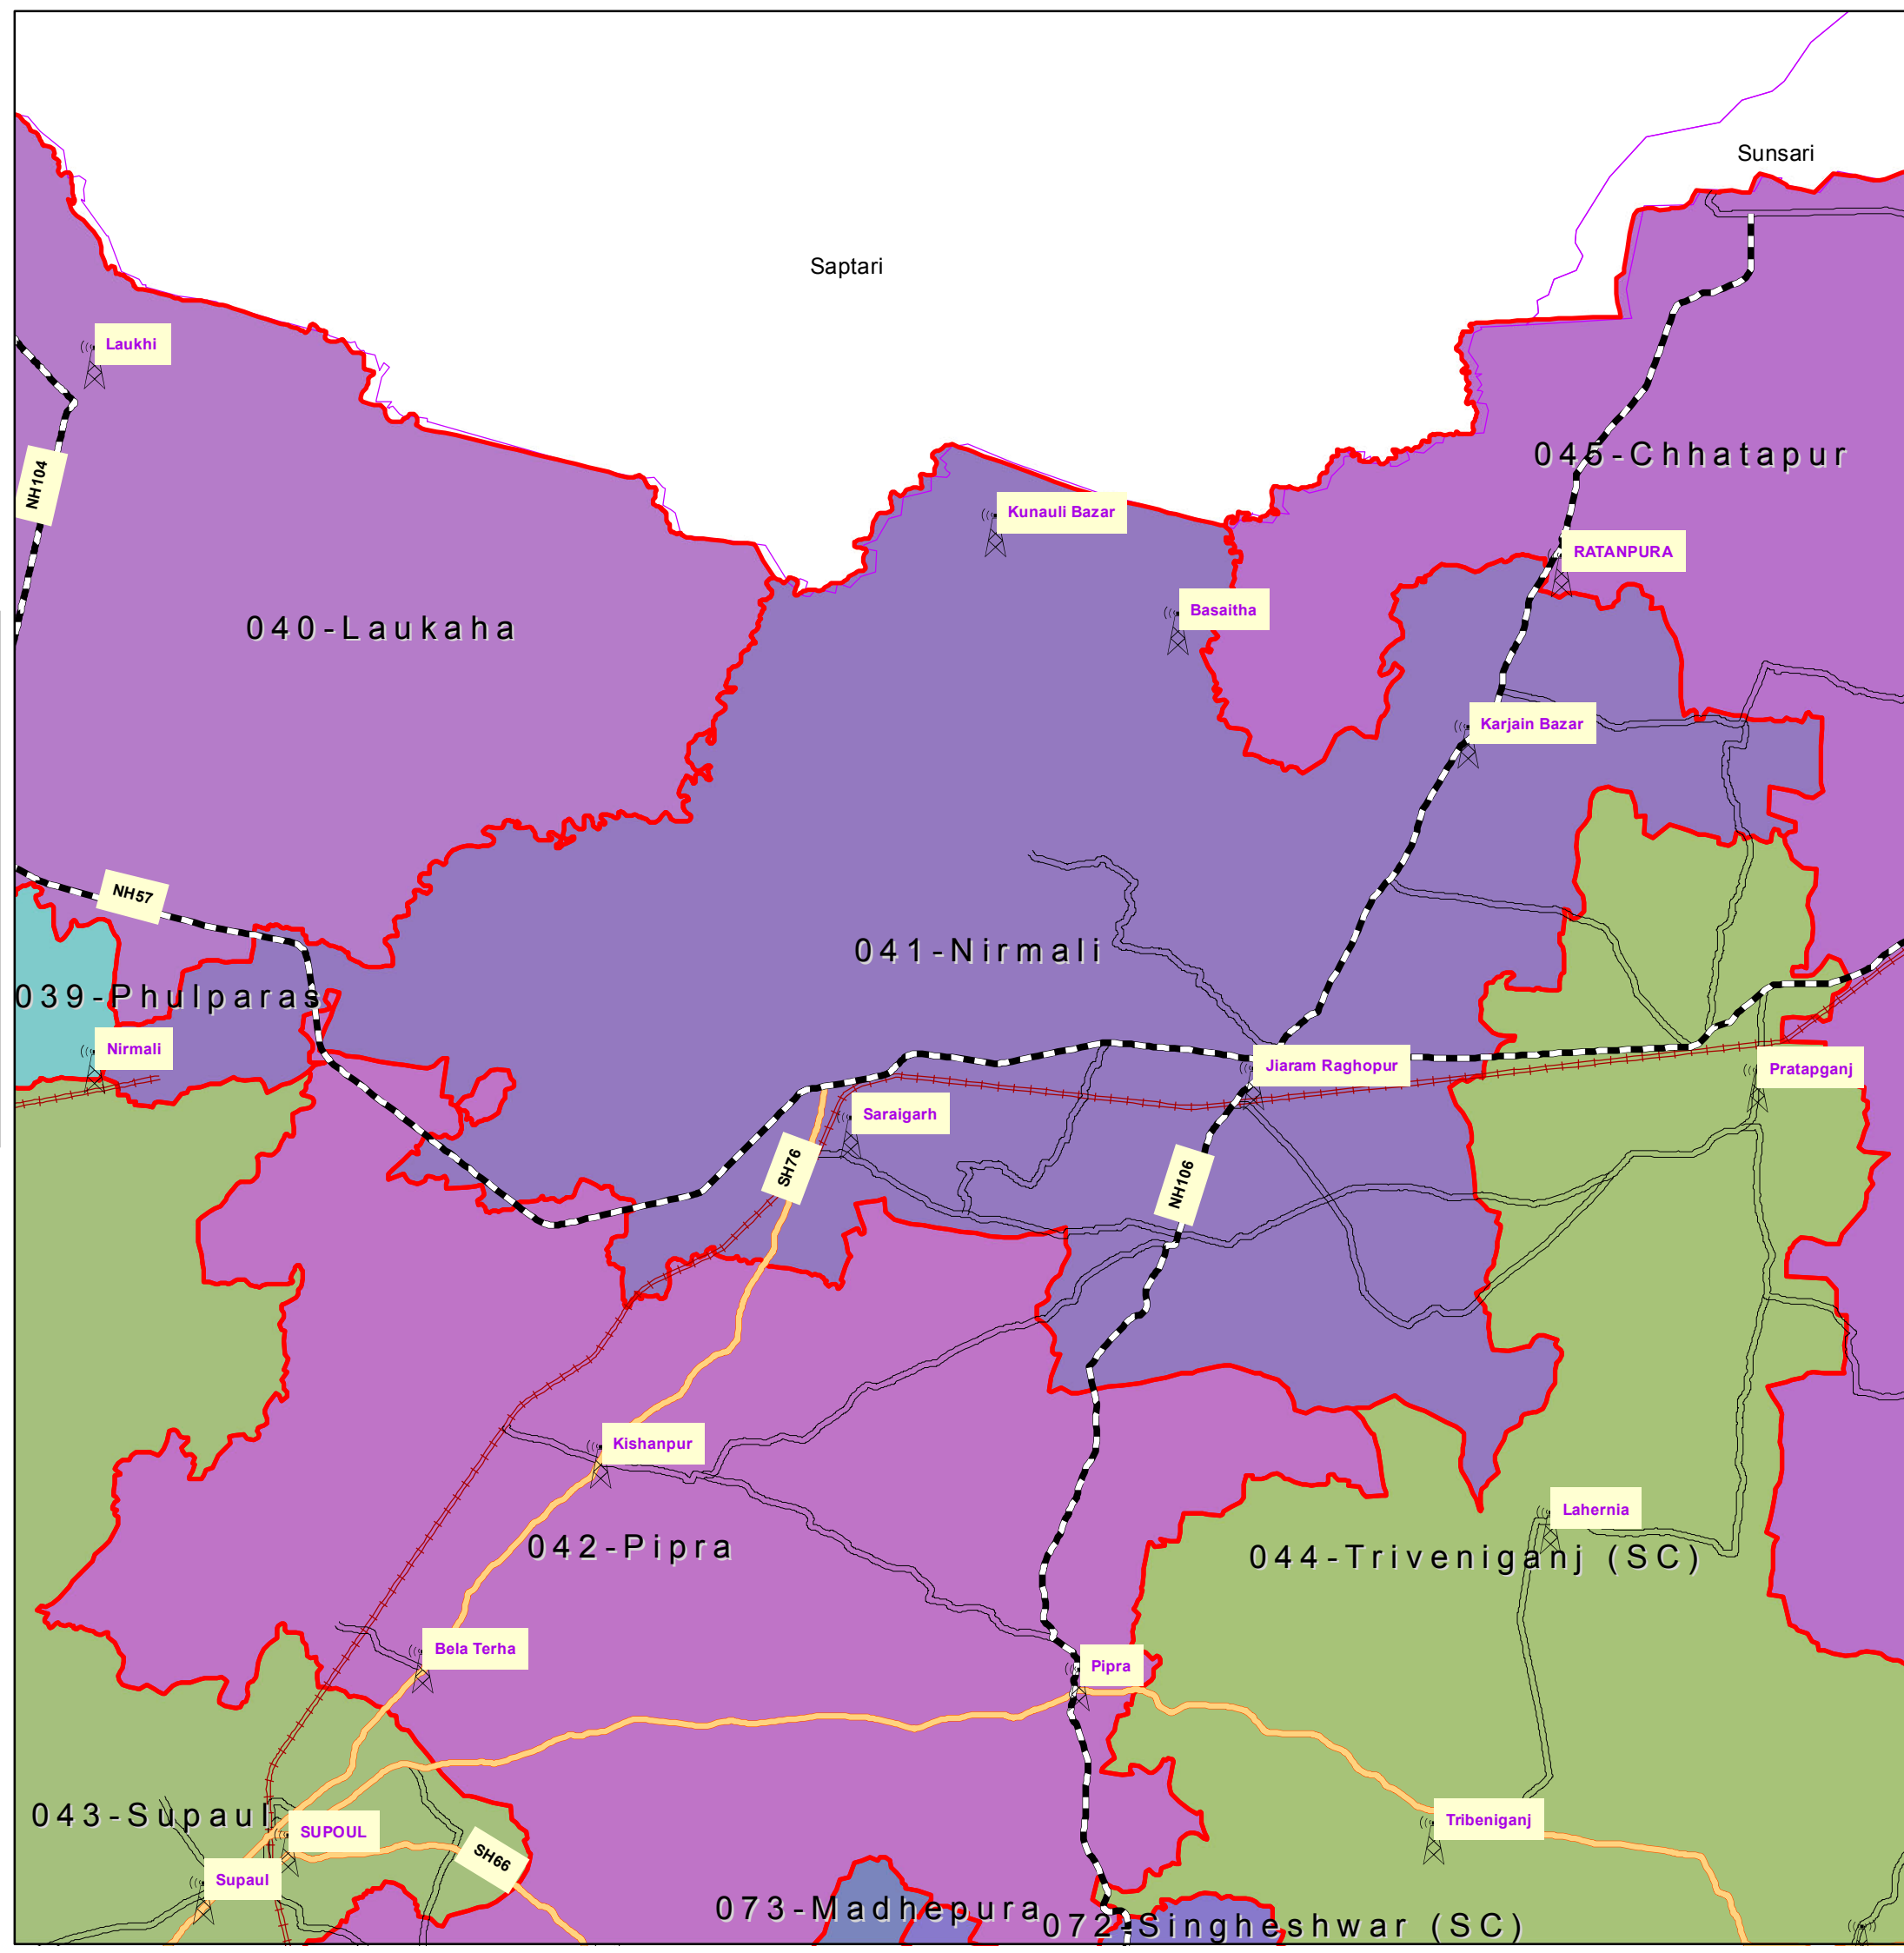 Sunsari
Saptari
Laukhi
045-Chhatapur
NH104
Kunauli Bazar
RATANPURA
Basaitha
040-Laukaha
Karjain Bazar
NH57
041-Nirmali
039-Phulparas
Nirmali
Jiaram Raghopur
Pratapganj
Saraigarh
SH76
NH106
Kishanpur
Lahernia
042-Pipra
044-Triveniganj (SC)
Bela Terha
Pipra
043-Supaul
Tribeniganj
SUPOUL
SH66
Supaul
073-Madhepura
072-Singheshwar (SC)